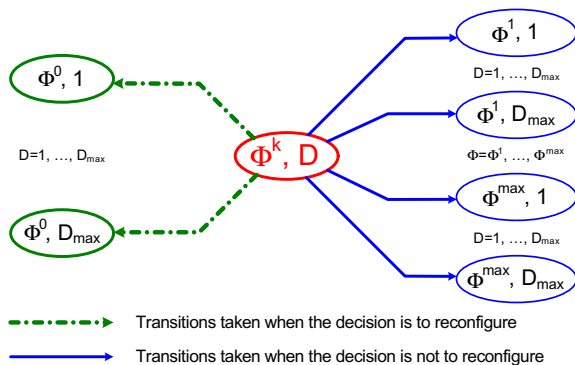 Φ⁰, 1
D=1, ..., Dmax
Φ⁰, Dmax
Φᵏ, D
Φ¹, 1
D=1, ..., Dmax
Φ¹, Dmax
Φ=Φ¹, ..., Φᵐᵃˣ
Φᵐᵃˣ, 1
D=1, ..., Dmax
Φᵐᵃˣ, Dmax
Transitions taken when the decision is to reconfigure
Transitions taken when the decision is not to reconfigure